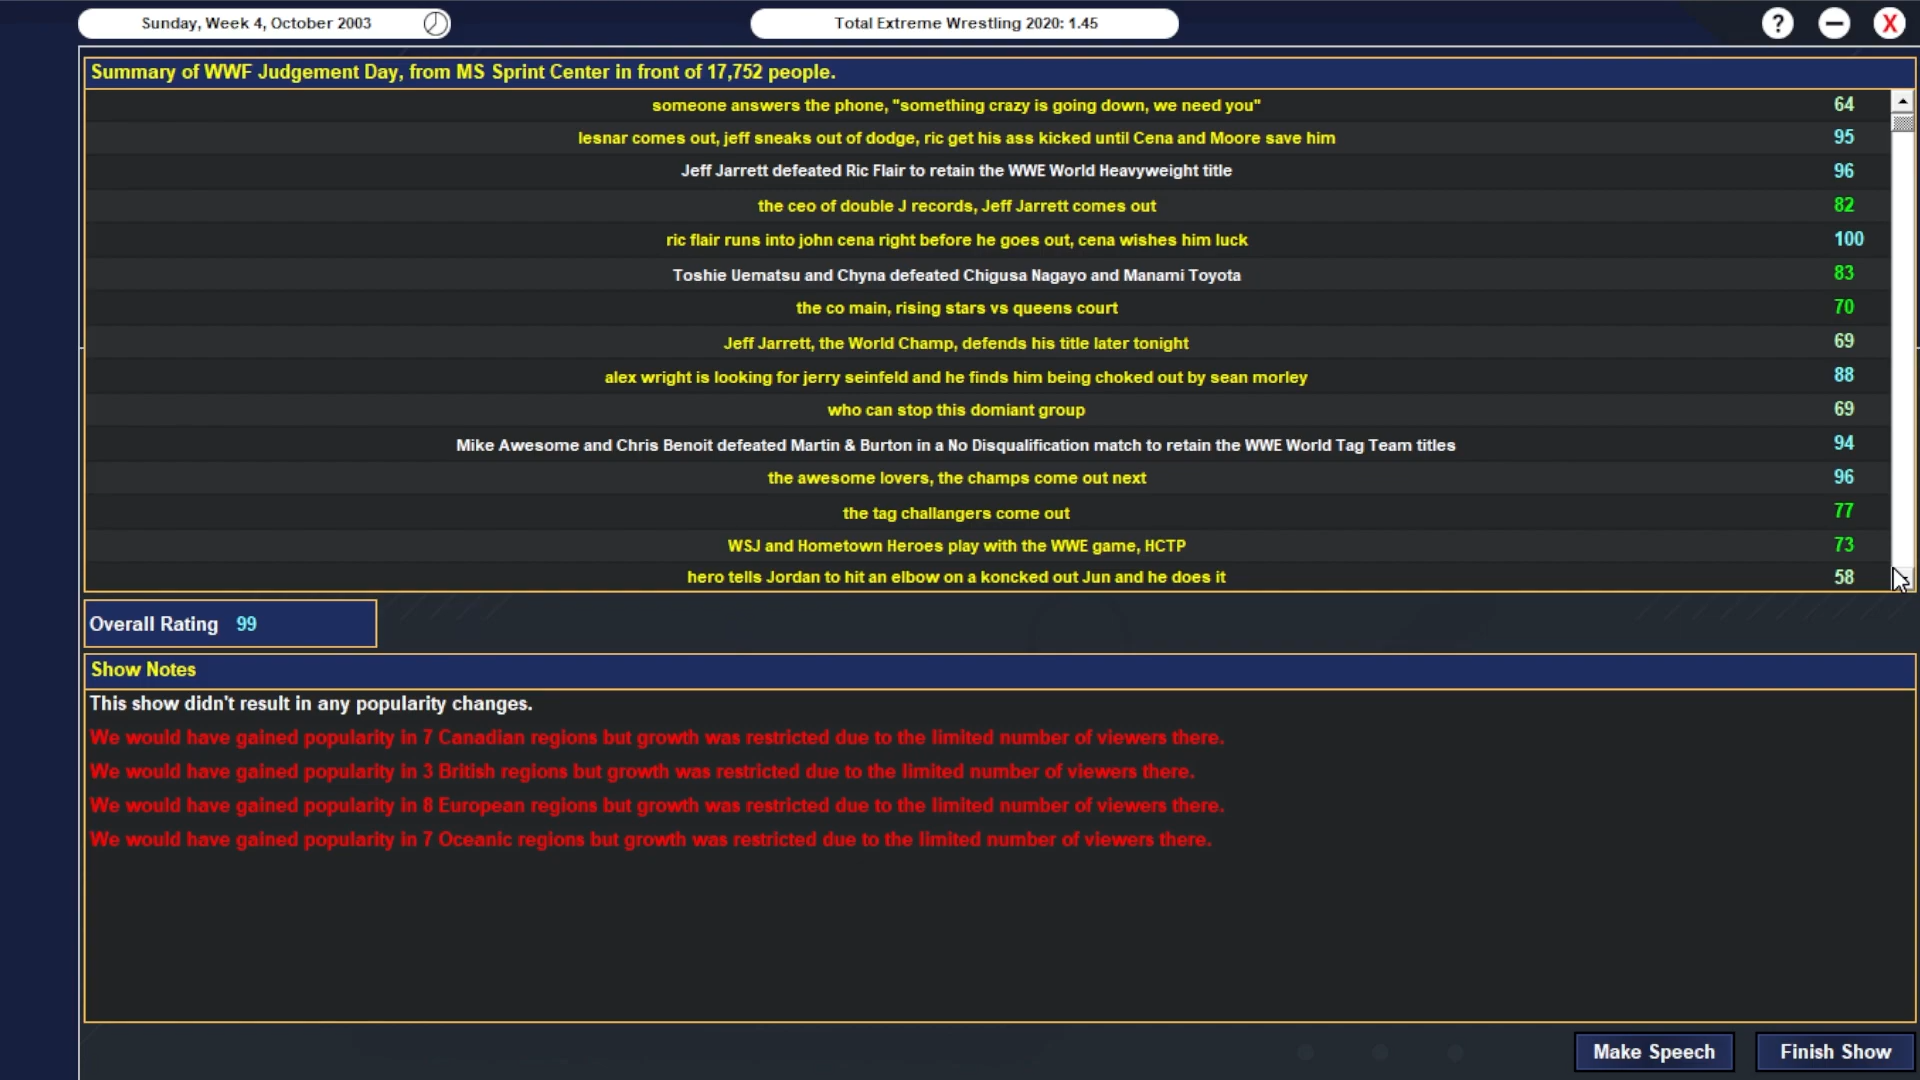 Sunday, Week 4, October 2003
Total Extreme Wrestling 2020: 1.45
?
X
Summary of WWF Judgement Day, from MS Sprint Center in front of 17,752 people.
someone answers the phone, "something crazy is going down, we need you" 64
lesnar comes out, jeff sneaks out of dodge, ric get his ass kicked until Cena and Moore save him 95
Jeff Jarrett defeated Ric Flair to retain the WWE World Heavyweight title 96
the ceo of double J records, Jeff Jarrett comes out 82
ric flair runs into john cena right before he goes out, cena wishes him luck 100
Toshie Uematsu and Chyna defeated Chigusa Nagayo and Manami Toyota 83
the co main, rising stars vs queens court 70
Jeff Jarrett, the World Champ, defends his title later tonight 69
alex wright is looking for jerry seinfeld and he finds him being choked out by sean morley 88
who can stop this domiant group 69
Mike Awesome and Chris Benoit defeated Martin & Burton in a No Disqualification match to retain the WWE World Tag Team titles 94
the awesome lovers, the champs come out next 96
the tag challangers come out 77
WSJ and Hometown Heroes play with the WWE game, HCTP 73
hero tells Jordan to hit an elbow on a koncked out Jun and he does it 58
Overall Rating 99
Show Notes
This show didn't result in any popularity changes.
We would have gained popularity in 7 Canadian regions but growth was restricted due to the limited number of viewers there.
We would have gained popularity in 3 British regions but growth was restricted due to the limited number of viewers there.
We would have gained popularity in 8 European regions but growth was restricted due to the limited number of viewers there.
We would have gained popularity in 7 Oceanic regions but growth was restricted due to the limited number of viewers there.
Make Speech
Finish Show